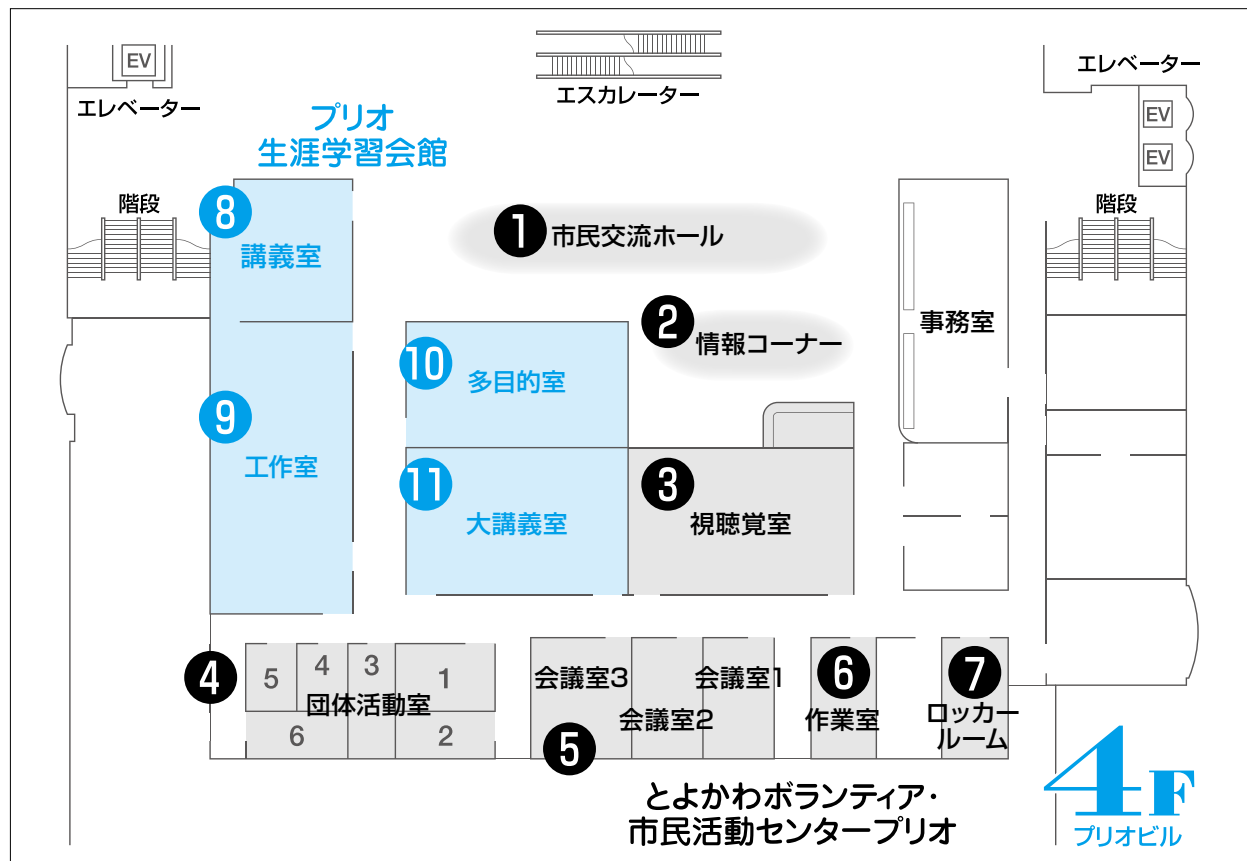 EV
エレベーター
エスカレーター
エレベーター
EV
EV
プリオ
生涯学習会館
階段
8
講義室
1 市民交流ホール
階段
2 情報コーナー
事務室
10
多目的室
9
工作室
11
大講義室
3
視聴覚室
4
5
4
3
1
団体活動室
6
2
会議室3
会議室1
会議室2
5
6
作業室
7
ロッカー
ルーム
とよかわボランティア・
市民活動センタープリオ
4F
プリオビル